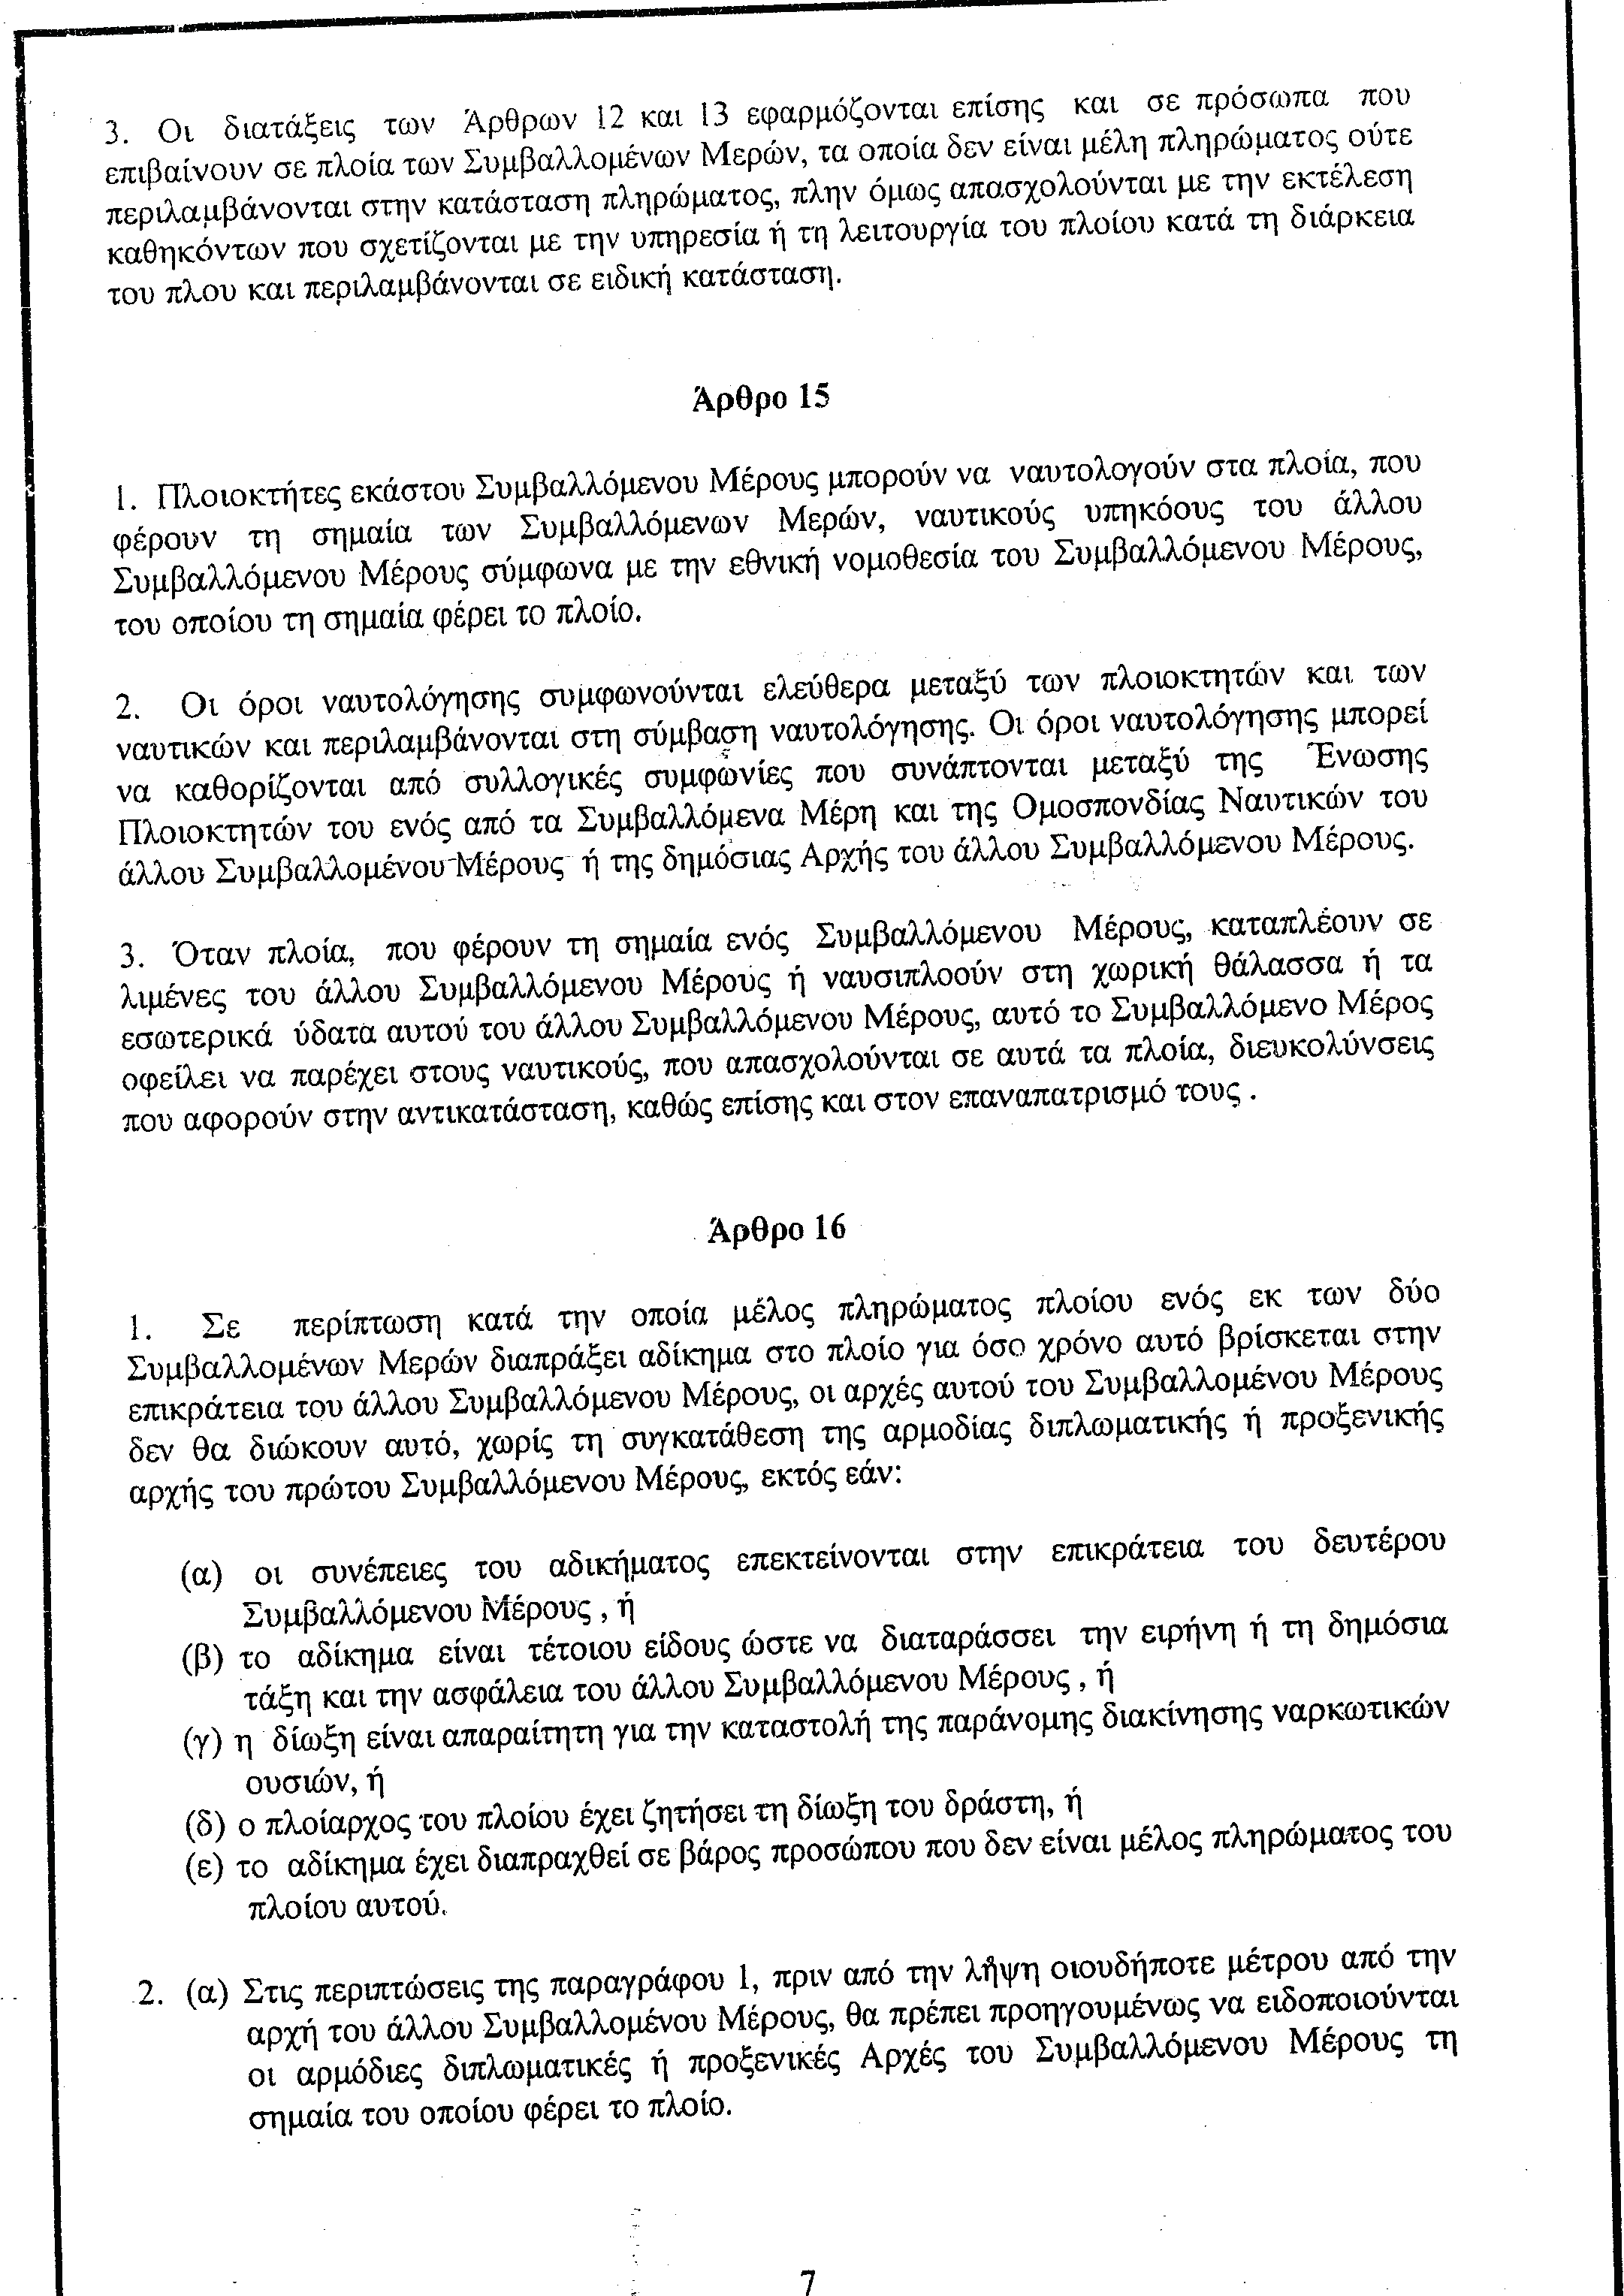 3. Οι διατάξεις των Άρθρων 12 και 13 εφαρμόζονται επίσης και σε πρόσωπα που
επιβαίνουν σε πλοία των Συμβαλλομένων Μερών, τα οποία δεν είναι μέλη πληρώματος ούτε
περιλαμβάνονται στην κατάσταση πληρώματος, πλην όμως απασχολούνται με την εκτέλεση
καθηκόντων που σχετίζονται με την υπηρεσία ή τη λειτουργία του πλοίου κατά τη διάρκεια
του πλου και περιλαμβάνονται σε ειδική κατάσταση.
Άρθρο 15
1. Πλοιοκτήτες εκάστου Συμβαλλόμενου Μέρους μπορούν να ναυτολογούν στα πλοία, που
φέρουν τη σημαία των Συμβαλλόμενων Μερών, ναυτικούς υπηκόους του άλλου
Συμβαλλόμενου Μέρους σύμφωνα με την εθνική νομοθεσία του Συμβαλλόμενου Μέρους,
του οποίου τη σημαία φέρει το πλοίο.
2. Οι όροι ναυτολόγησης συμφωνούνται ελεύθερα μεταξύ των πλοιοκτητών και των
ναυτικών και περιλαμβάνονται στη σύμβαση ναυτολόγησης. Οι όροι ναυτολόγησης μπορεί
να καθορίζονται από συλλογικές συμφωνίες που συνάπτονται μεταξύ της Ένωσης
Πλοιοκτητών του ενός από τα Συμβαλλόμενα Μέρη και της Ομοσπονδίας Ναυτικών του
άλλου Συμβαλλομένου Μέρους ή της δημόσιας Αρχής του άλλου Συμβαλλόμενου Μέρους.
3. Όταν πλοία, που φέρουν τη σημαία ενός Συμβαλλόμενου Μέρους, καταπλέουν σε
λιμένες του άλλου Συμβαλλόμενου Μέρους ή ναυσιπλοούν στη χωρική θάλασσα ή τα
εσωτερικά ύδατα αυτού του άλλου Συμβαλλόμενου Μέρους, αυτό το Συμβαλλόμενο Μέρος
οφείλει να παρέχει στους ναυτικούς, που απασχολούνται σε αυτά τα πλοία, διευκολύνσεις
που αφορούν στην αντικατάσταση, καθώς επίσης και στον επαναπατρισμό τους .
Άρθρο 16
1. Σε περίπτωση κατά την οποία μέλος πληρώματος πλοίου ενός εκ των δύο
Συμβαλλομένων Μερών διαπράξει αδίκημα στο πλοίο για όσο χρόνο αυτό βρίσκεται στην
επικράτεια του άλλου Συμβαλλόμενου Μέρους, οι αρχές αυτού του Συμβαλλομένου Μέρους
δεν θα διώκουν αυτό, χωρίς τη συγκατάθεση της αρμοδίας διπλωματικής ή προξενικής
αρχής του πρώτου Συμβαλλόμενου Μέρους, εκτός εάν:
(α) οι συνέπειες του αδικήματος επεκτείνονται στην επικράτεια του δευτέρου
Συμβαλλόμενου Μέρους , ή
(β) το αδίκημα είναι τέτοιου είδους ώστε να διαταράσσει την ειρήνη ή τη δημόσια
τάξη και την ασφάλεια του άλλου Συμβαλλόμενου Μέρους , ή
(γ) η δίωξη είναι απαραίτητη για την καταστολή της παράνομης διακίνησης ναρκωτικών
ουσιών, ή
(δ) ο πλοίαρχος του πλοίου έχει ζητήσει τη δίωξη του δράστη, ή
(ε) το αδίκημα έχει διαπραχθεί σε βάρος προσώπου που δεν είναι μέλος πληρώματος του
πλοίου αυτού.
2. (α) Στις περιπτώσεις της παραγράφου 1, πριν από την λήψη οιουδήποτε μέτρου από την
αρχή του άλλου Συμβαλλομένου Μέρους, θα πρέπει προηγουμένως να ειδοποιούνται
οι αρμόδιες διπλωματικές ή προξενικές Αρχές του Συμβαλλόμενου Μέρους τη
σημαία του οποίου φέρει το πλοίο.
7